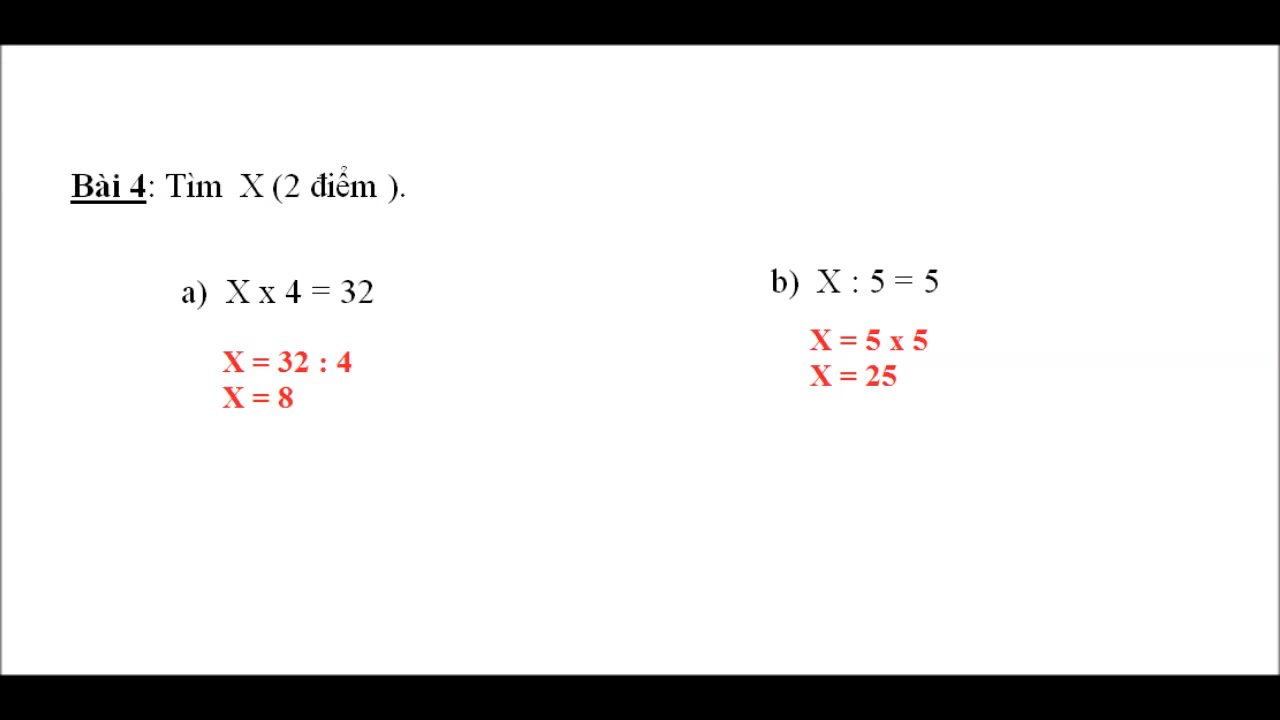 Bài 4: Tìm X (2 điểm ).
a) X x 4 = 32
X = 32 : 4
X = 8
b) X : 5 = 5
X = 5 x 5
X = 25